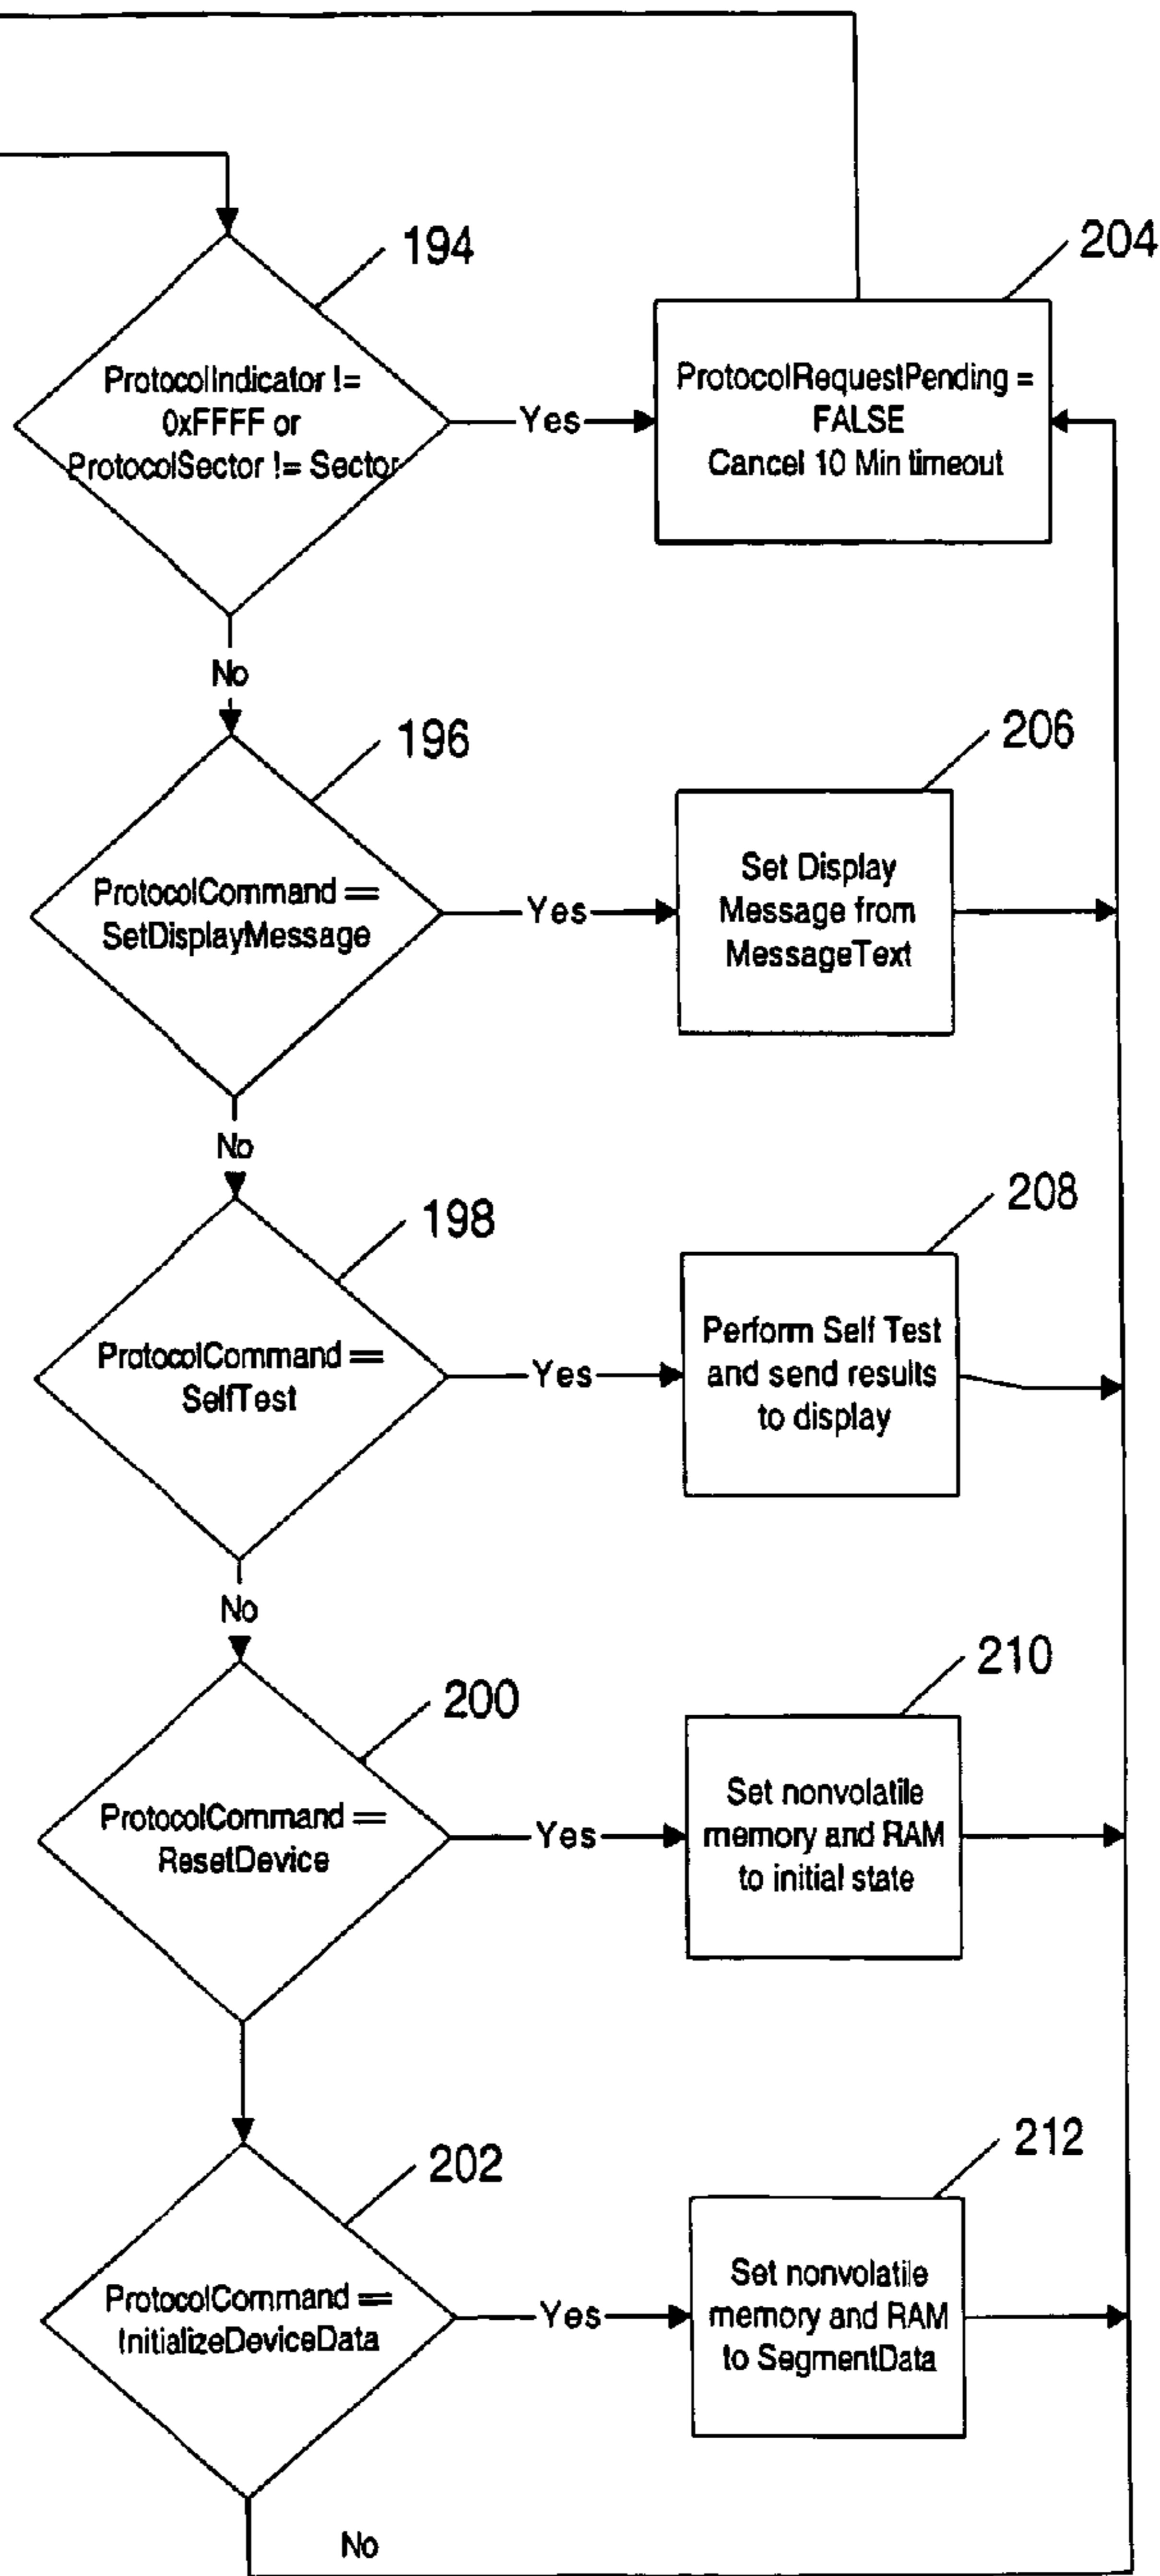 194
204
ProtocolIndicator !=
0xFFFF or
ProtocolSector != Sector
Yes
ProtocolRequestPending =
FALSE
Cancel 10 Min timeout
No
196
206
ProtocolCommand ==
SetDisplayMessage
Yes
Set Display
Message from
MessageText
No
198
208
ProtocolCommand ==
SelfTest
Yes
Perform Self Test
and send results
to display
No
200
210
ProtocolCommand ==
ResetDevice
Yes
Set nonvolatile
memory and RAM
to initial state
202
212
ProtocolCommand ==
InitializeDeviceData
Yes
Set nonvolatile
memory and RAM
to SegmentData
No